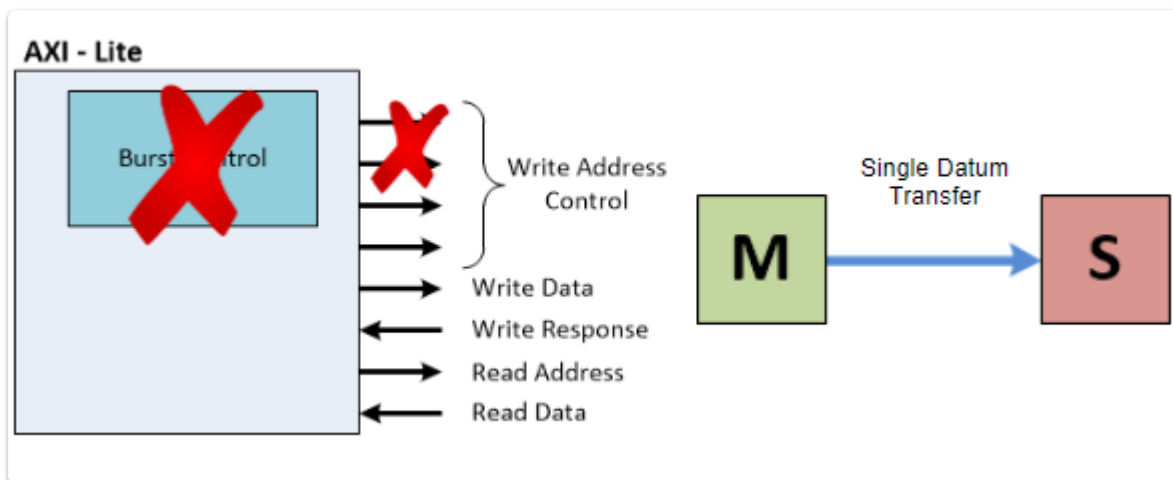 AXI - Lite
Write Address
Control
Write Data
Write Response
Read Address
Read Data
Single Datum
Transfer
M
S